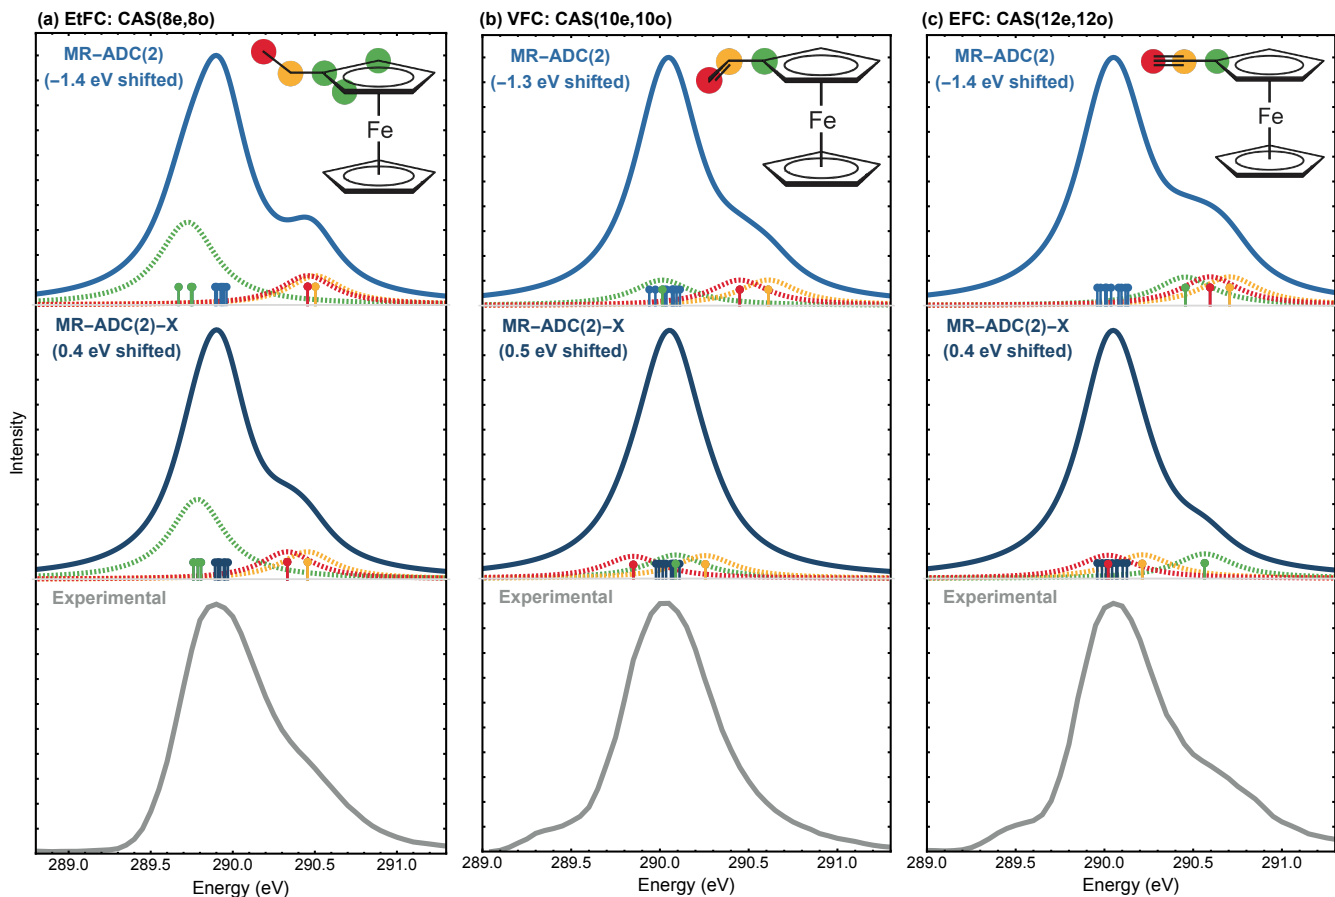 (a) EtFC: CAS(8e,8o)
MR–ADC(2)
(–1.4 eV shifted)
Fe
MR–ADC(2)–X
(0.4 eV shifted)
Experimental
289.0 289.5 290.0 290.5 291.0
Energy (eV)
Intensity
(b) VFC: CAS(10e,10o)
MR–ADC(2)
(–1.3 eV shifted)
Fe
MR–ADC(2)–X
(0.5 eV shifted)
Experimental
289.0 289.5 290.0 290.5 291.0
Energy (eV)
(c) EFC: CAS(12e,12o)
MR–ADC(2)
(–1.4 eV shifted)
Fe
MR–ADC(2)–X
(0.4 eV shifted)
Experimental
289.0 289.5 290.0 290.5 291.0
Energy (eV)